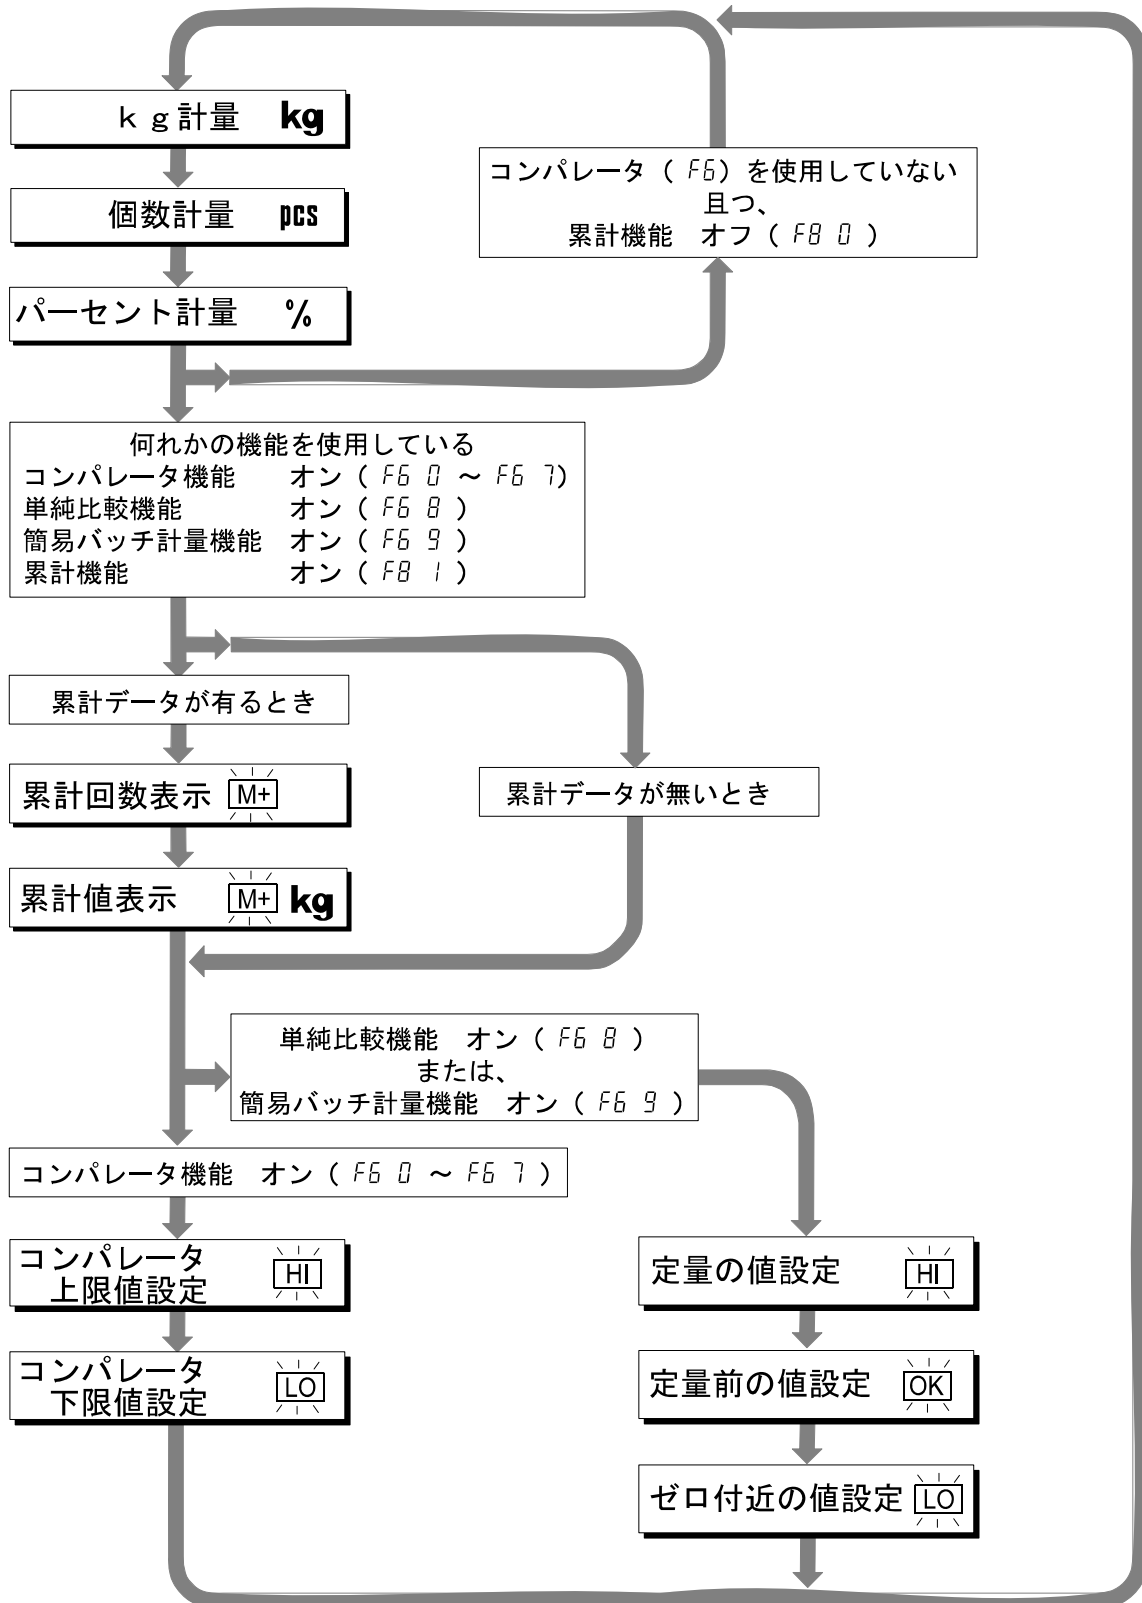 ｋｇ計量 kg
個数計量 pcs
パーセント計量 %
コンパレータ（ F6）を使用していない
且つ、
累計機能 オフ（ F8 0 ）
何れかの機能を使用している
コンパレータ機能 オン（ F6 0 ～ F6 7）
単純比較機能 オン（ F6 8 ）
簡易バッチ計量機能 オン（ F6 9 ）
累計機能 オン（ F8 1 ）
累計データが有るとき
累計回数表示 M+
累計値表示 M+ kg
累計データが無いとき
単純比較機能 オン（ F6 8 ）
または、
簡易バッチ計量機能 オン（ F6 9 ）
コンパレータ機能 オン（ F6 0 ～ F6 7 ）
コンパレータ
上限値設定 HI
コンパレータ
下限値設定 LO
定量の値設定 HI
定量前の値設定 OK
ゼロ付近の値設定 LO